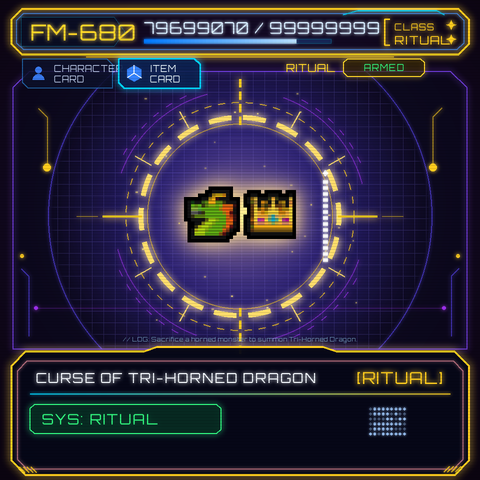 FM-680
79699070 / 99999999
CLASS
RITUAL
CHARACTER
CARD
ITEM
CARD
RITUAL
ARMED
// LOG: Sacrifice a horned monster to summon Tri-Horned Dragon.
CURSE OF TRI-HORNED DRAGON
[RITUAL]
SYS: RITUAL